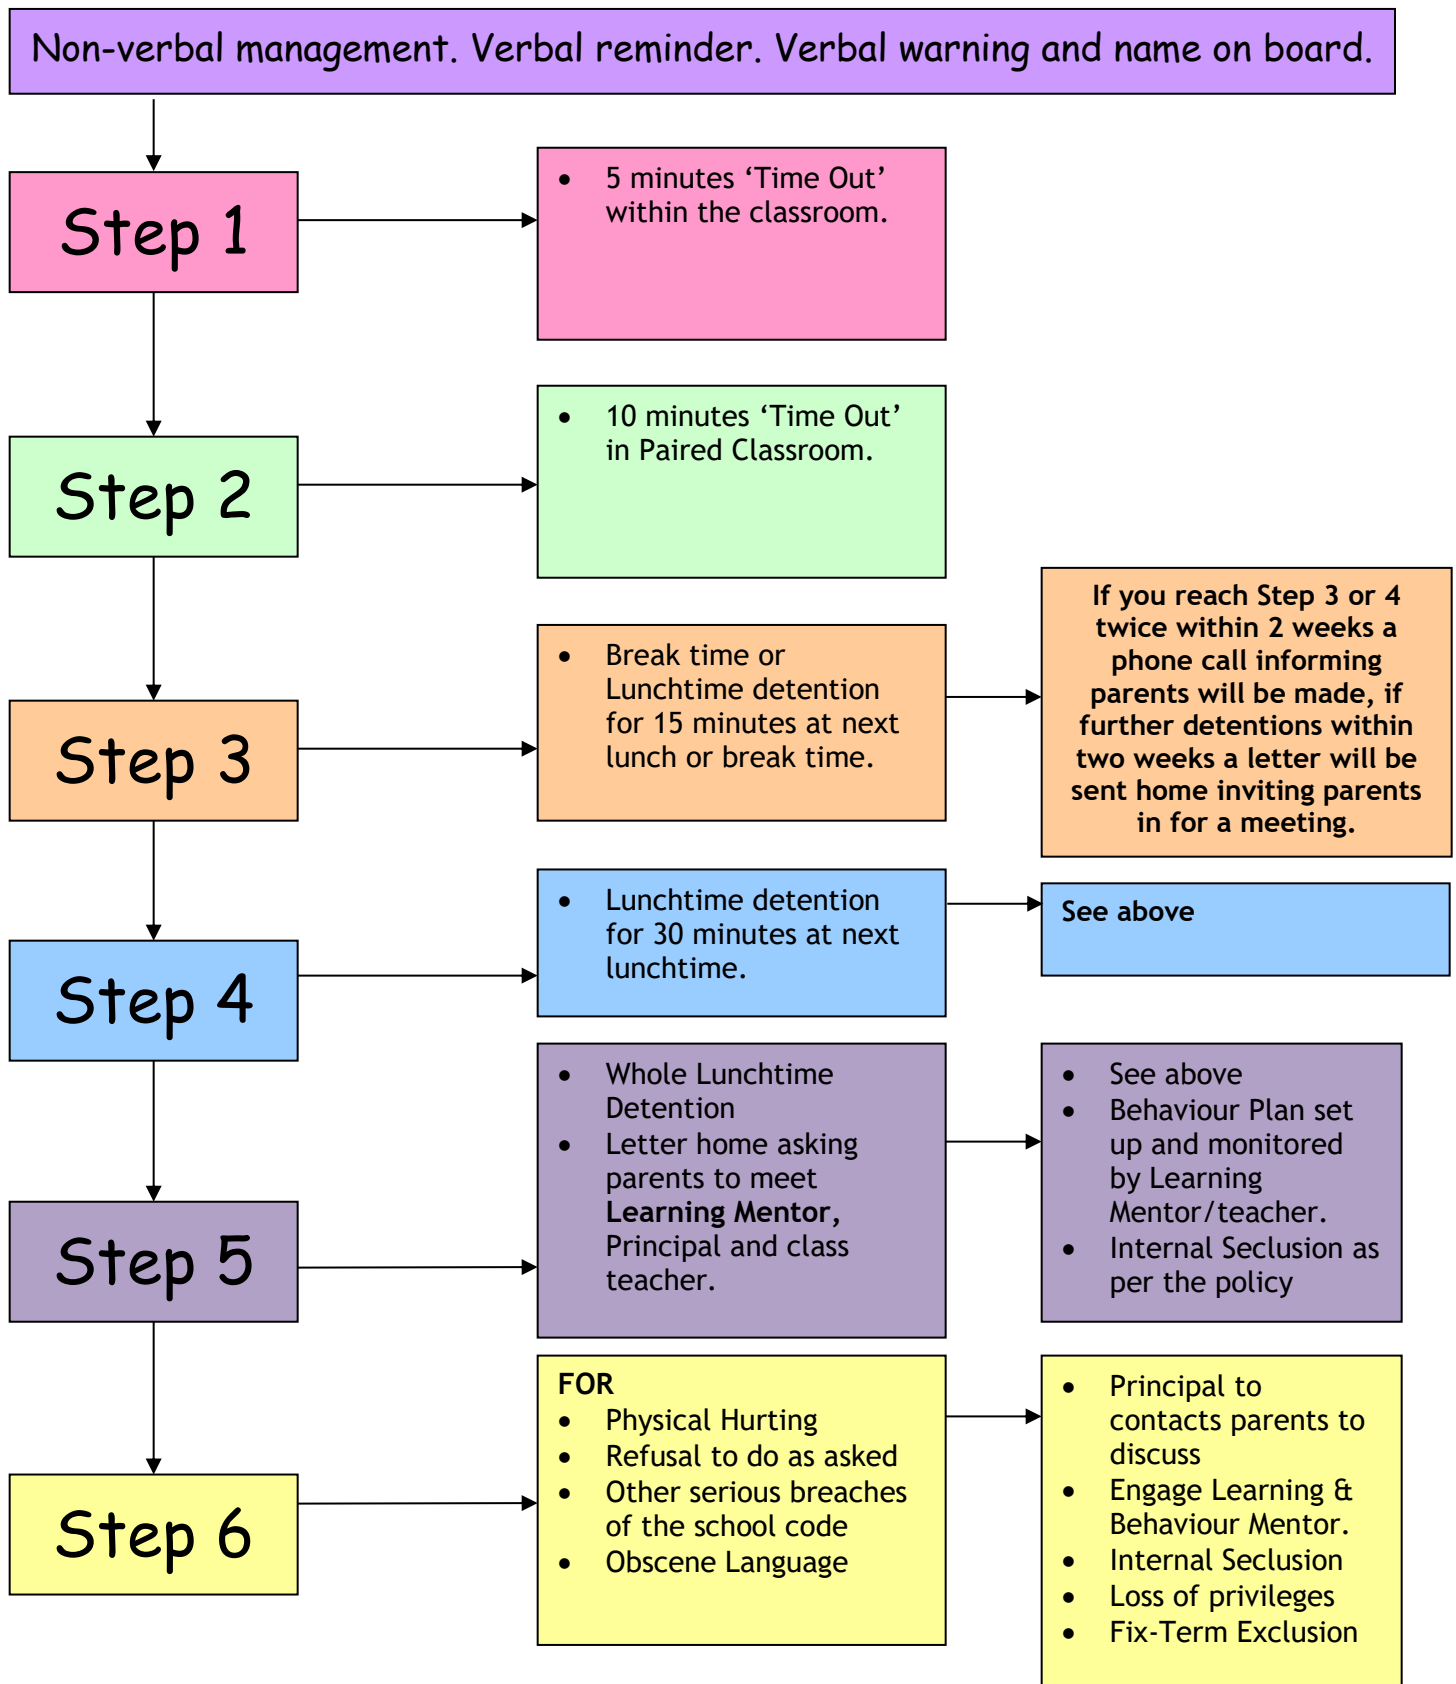 Non-verbal management. Verbal reminder. Verbal warning and name on board.
Step 1
• 5 minutes ‘Time Out’
within the classroom.
Step 2
• 10 minutes ‘Time Out’
in Paired Classroom.
Step 3
• Break time or
Lunchtime detention
for 15 minutes at next
lunch or break time.
If you reach Step 3 or 4
twice within 2 weeks a
phone call informing
parents will be made, if
further detentions within
two weeks a letter will be
sent home inviting parents
in for a meeting.
Step 4
• Lunchtime detention
for 30 minutes at next
lunchtime.
See above
Step 5
• Whole Lunchtime
Detention
• Letter home asking
parents to meet
Learning Mentor,
Principal and class
teacher.
• See above
• Behaviour Plan set
up and monitored
by Learning
Mentor/teacher.
• Internal Seclusion as
per the policy
Step 6
FOR
• Physical Hurting
• Refusal to do as asked
• Other serious breaches
of the school code
• Obscene Language
• Principal to
contacts parents to
discuss
• Engage Learning &
Behaviour Mentor.
• Internal Seclusion
• Loss of privileges
• Fix-Term Exclusion